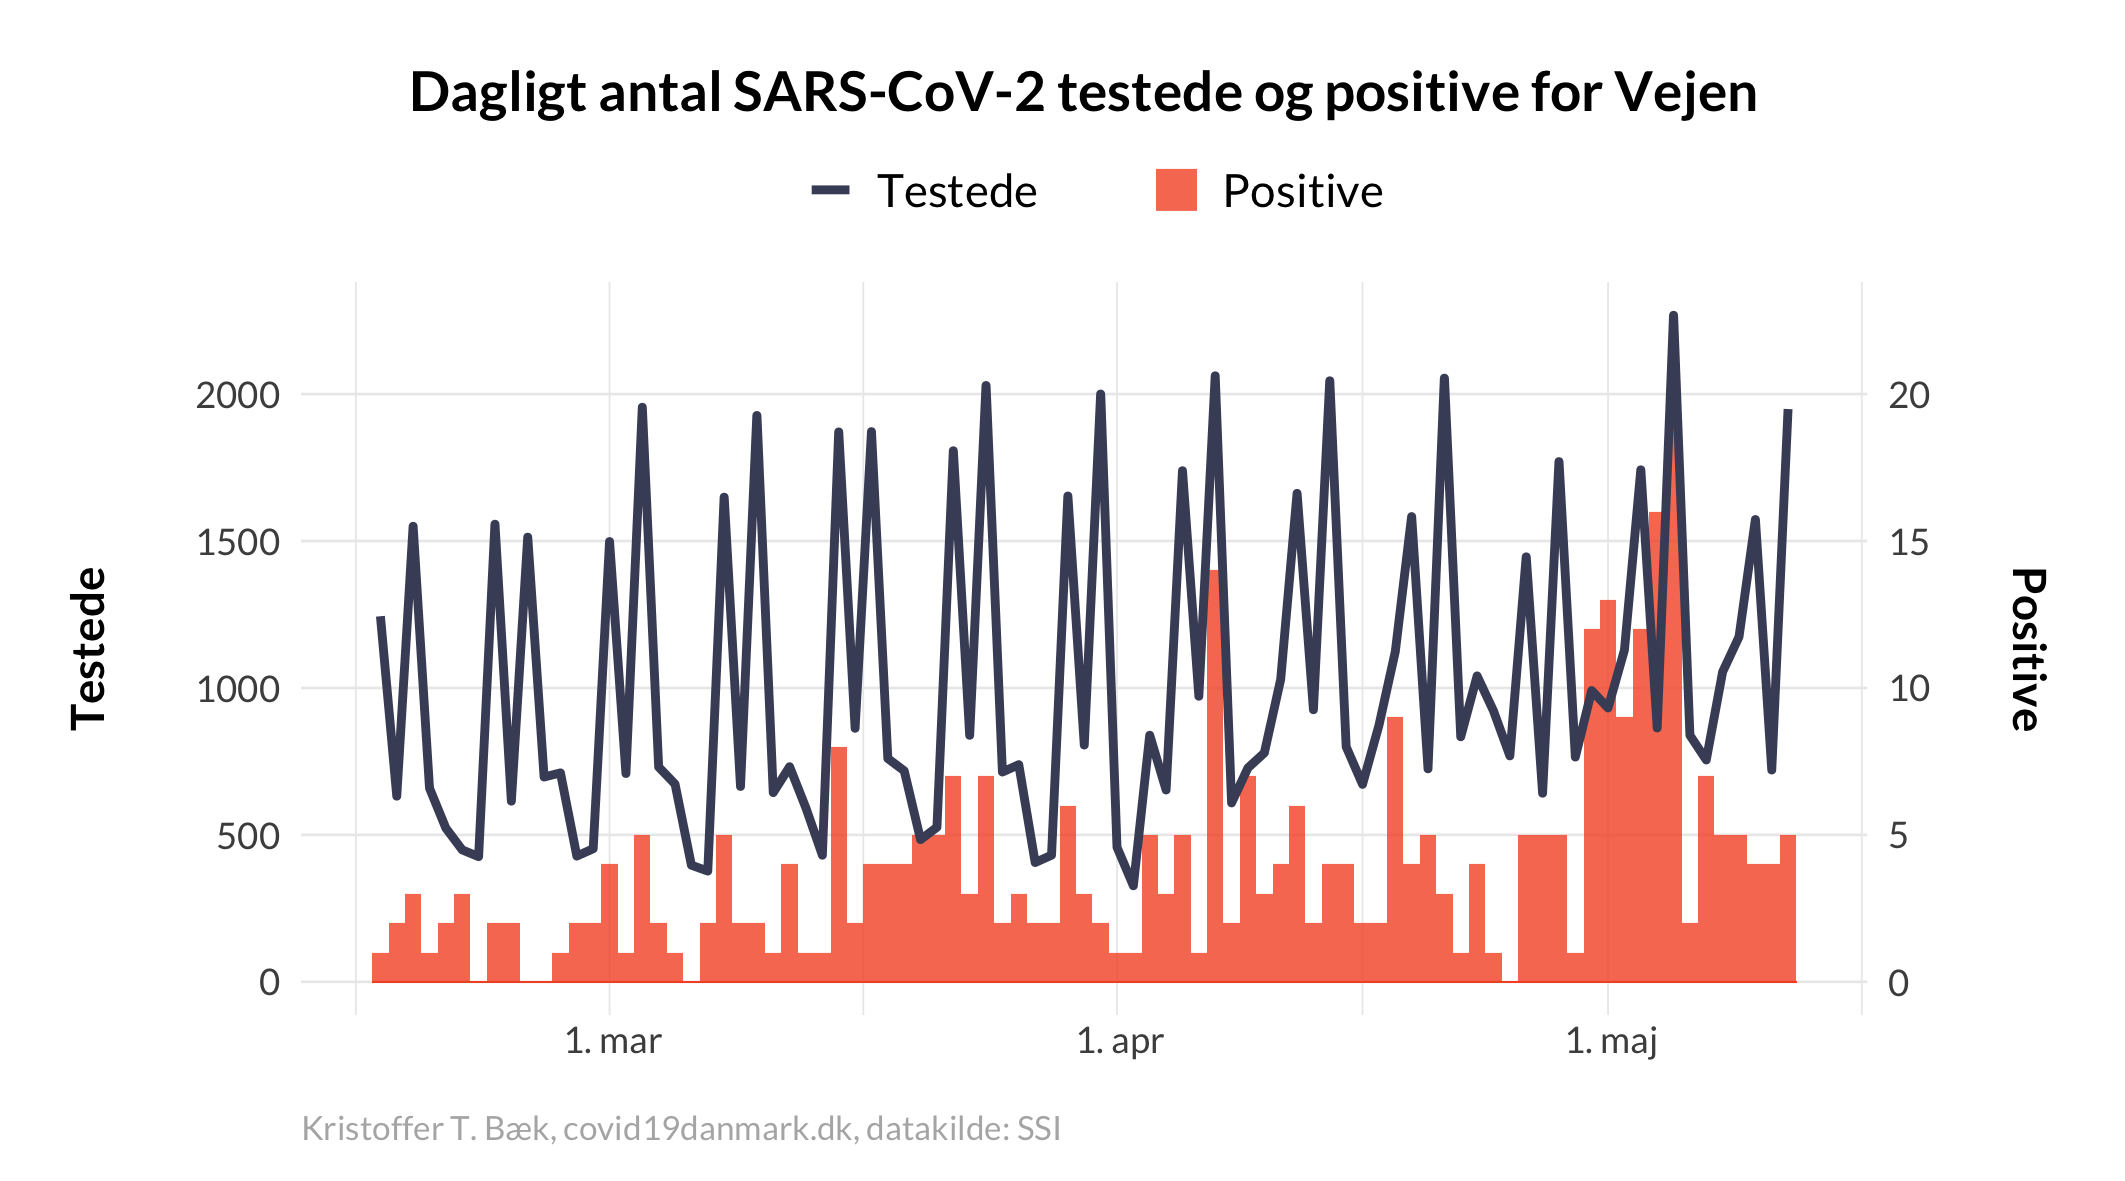 Dagligt antal SARS-CoV-2 testede og positive for Vejen
Testede
Positive
2000
1500
1000
500
0
20
15
10
5
0
Testede
Positive
1. mar
1. apr
1. maj
Kristoffer T. Bæk, covid19danmark.dk, datakilde: SSI